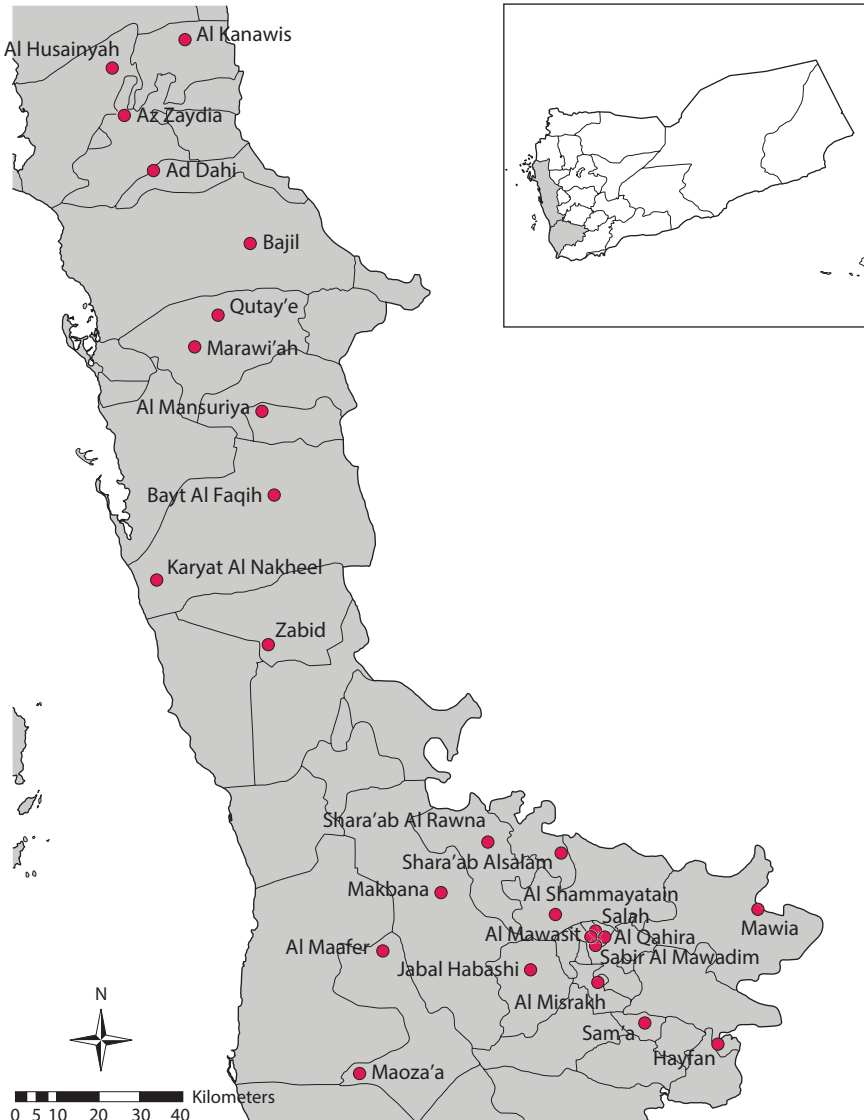 Al Kanawis
Al Husainyah
Az Zaydia
Ad Dahi
Bajil
Qutay’e
Marawi’ah
Al Mansuriya
Bayt Al Faqih
Karyat Al Nakheel
Zabid
Shara’ab Al Rawna
Shara’ab Alsalam
Makbana
Al Shammayatain
Salah
Mawia
Al Mawasit
Al Qahira
Al Maafer
Sabir Al Mawadim
Jabal Habashi
Al Misrakh
N
Sam’a
Hayfan
Maoza’a
Kilometers
0 5 10 20 30 40